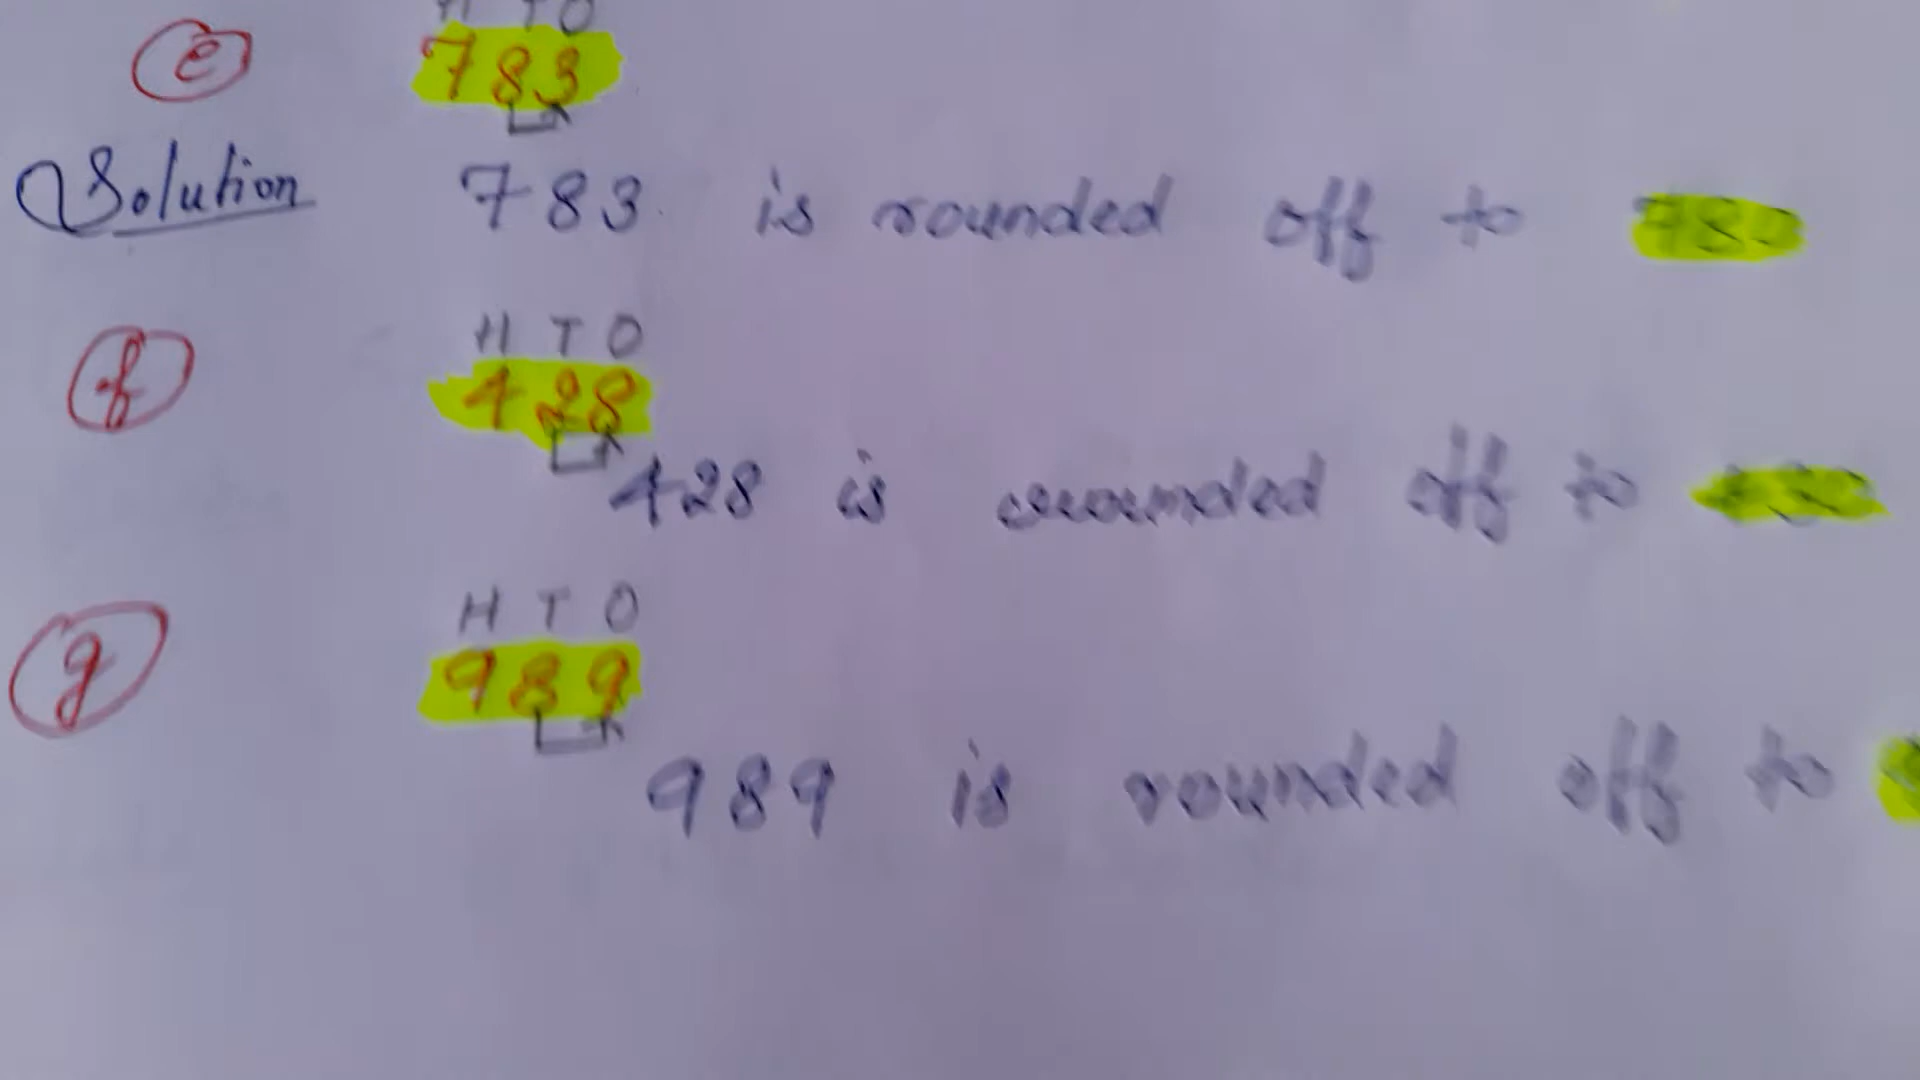 H T O
e 783
Solution 783 is rounded off to 780
H T O
f 428
428 is rounded off to
H T O
g 989
989 is rounded off to